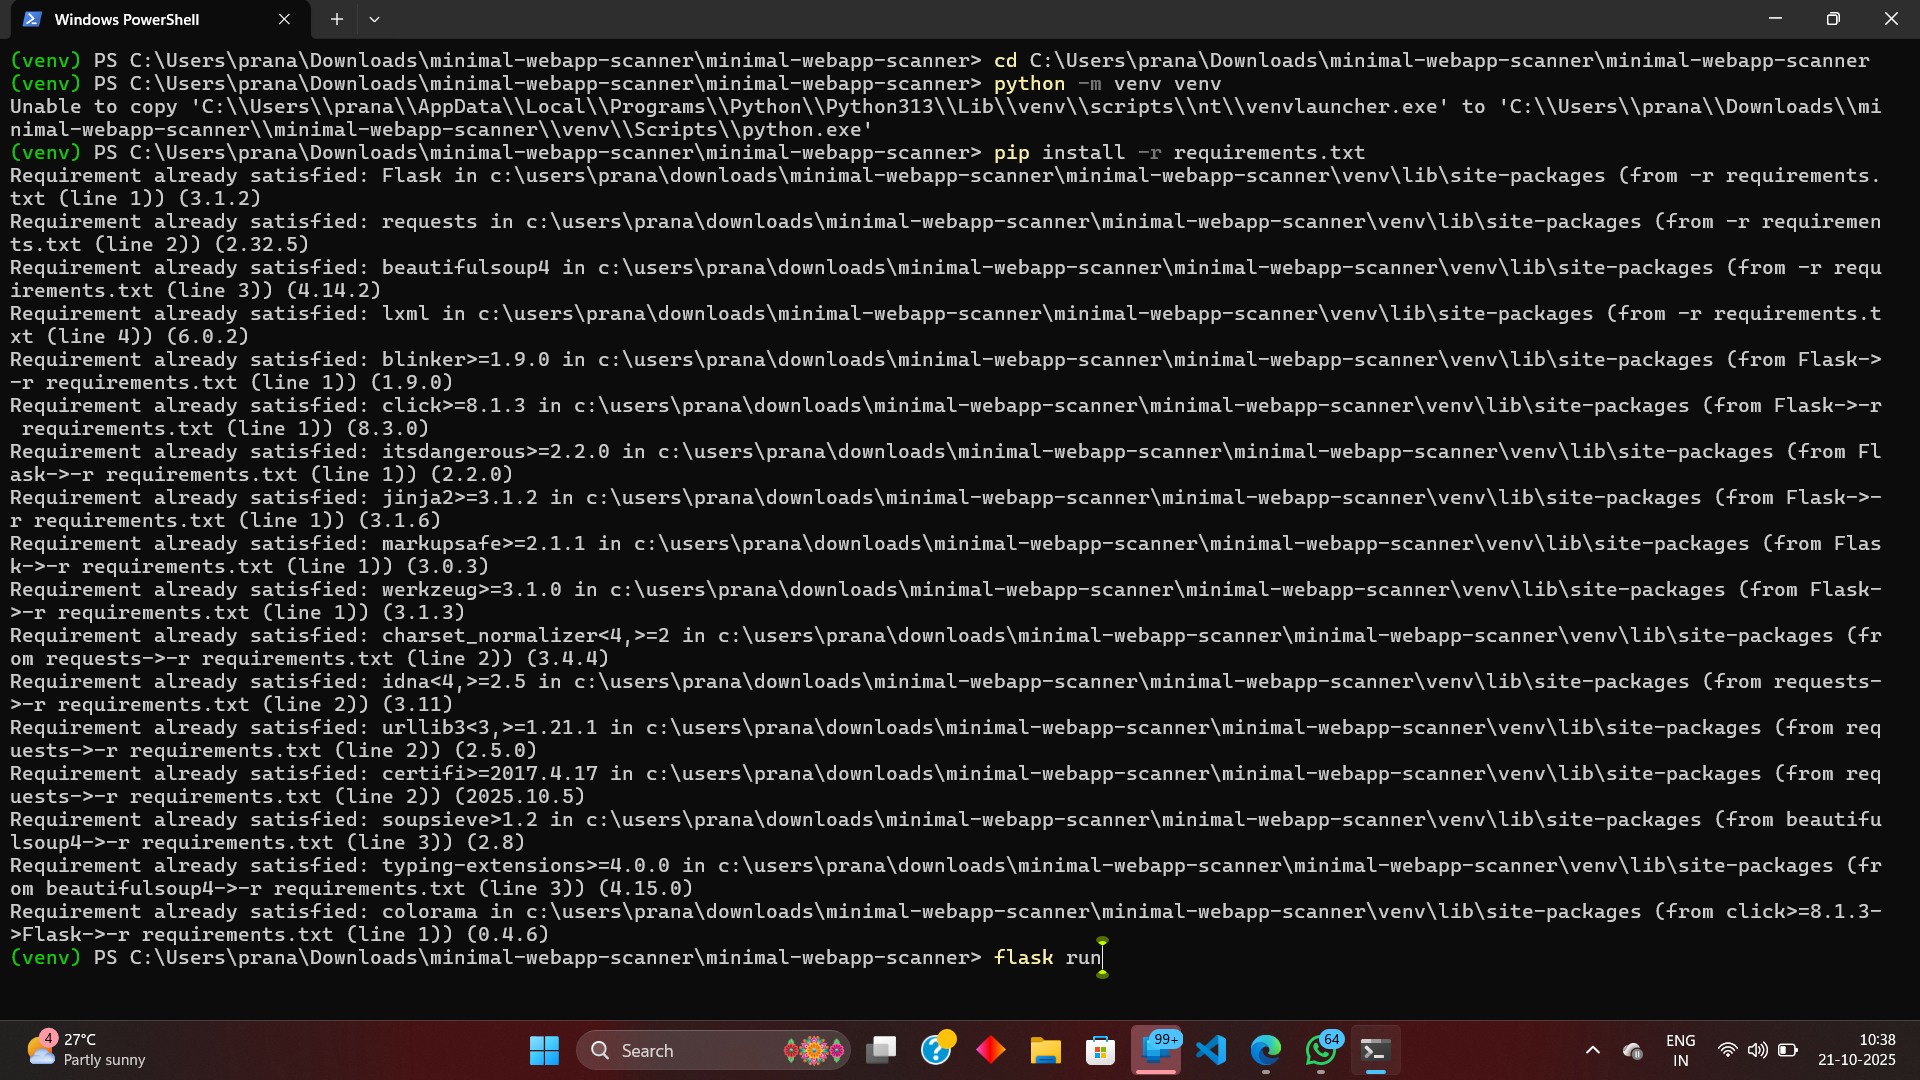 Windows PowerShell
(venv) PS C:\Users\prana\Downloads\minimal-webapp-scanner\minimal-webapp-scanner> cd C:\Users\prana\Downloads\minimal-webapp-scanner\minimal-webapp-scanner
(venv) PS C:\Users\prana\Downloads\minimal-webapp-scanner\minimal-webapp-scanner> python -m venv venv
Unable to copy 'C:\\Users\\prana\\AppData\\Local\\Programs\\Python\\Python313\\Lib\\venv\\scripts\\nt\\venvlauncher.exe' to 'C:\\Users\\prana\\Downloads\\mi
nimal-webapp-scanner\\minimal-webapp-scanner\\venv\\Scripts\\python.exe'
(venv) PS C:\Users\prana\Downloads\minimal-webapp-scanner\minimal-webapp-scanner> pip install -r requirements.txt
Requirement already satisfied: Flask in c:\users\prana\downloads\minimal-webapp-scanner\minimal-webapp-scanner\venv\lib\site-packages (from -r requirements.
txt (line 1)) (3.1.2)
Requirement already satisfied: requests in c:\users\prana\downloads\minimal-webapp-scanner\minimal-webapp-scanner\venv\lib\site-packages (from -r requiremen
ts.txt (line 2)) (2.32.5)
Requirement already satisfied: beautifulsoup4 in c:\users\prana\downloads\minimal-webapp-scanner\minimal-webapp-scanner\venv\lib\site-packages (from -r requ
irements.txt (line 3)) (4.14.2)
Requirement already satisfied: lxml in c:\users\prana\downloads\minimal-webapp-scanner\minimal-webapp-scanner\venv\lib\site-packages (from -r requirements.t
xt (line 4)) (6.0.2)
Requirement already satisfied: blinker>=1.9.0 in c:\users\prana\downloads\minimal-webapp-scanner\minimal-webapp-scanner\venv\lib\site-packages (from Flask->
-r requirements.txt (line 1)) (1.9.0)
Requirement already satisfied: click>=8.1.3 in c:\users\prana\downloads\minimal-webapp-scanner\minimal-webapp-scanner\venv\lib\site-packages (from Flask->-r
 requirements.txt (line 1)) (8.3.0)
Requirement already satisfied: itsdangerous>=2.2.0 in c:\users\prana\downloads\minimal-webapp-scanner\minimal-webapp-scanner\venv\lib\site-packages (from Fl
ask->-r requirements.txt (line 1)) (2.2.0)
Requirement already satisfied: jinja2>=3.1.2 in c:\users\prana\downloads\minimal-webapp-scanner\minimal-webapp-scanner\venv\lib\site-packages (from Flask->-
r requirements.txt (line 1)) (3.1.6)
Requirement already satisfied: markupsafe>=2.1.1 in c:\users\prana\downloads\minimal-webapp-scanner\minimal-webapp-scanner\venv\lib\site-packages (from Flas
k->-r requirements.txt (line 1)) (3.0.3)
Requirement already satisfied: werkzeug>=3.1.0 in c:\users\prana\downloads\minimal-webapp-scanner\minimal-webapp-scanner\venv\lib\site-packages (from Flask-
>-r requirements.txt (line 1)) (3.1.3)
Requirement already satisfied: charset_normalizer<4,>=2 in c:\users\prana\downloads\minimal-webapp-scanner\minimal-webapp-scanner\venv\lib\site-packages (fr
om requests->-r requirements.txt (line 2)) (3.4.4)
Requirement already satisfied: idna<4,>=2.5 in c:\users\prana\downloads\minimal-webapp-scanner\minimal-webapp-scanner\venv\lib\site-packages (from requests-
>-r requirements.txt (line 2)) (3.11)
Requirement already satisfied: urllib3<3,>=1.21.1 in c:\users\prana\downloads\minimal-webapp-scanner\minimal-webapp-scanner\venv\lib\site-packages (from req
uests->-r requirements.txt (line 2)) (2.5.0)
Requirement already satisfied: certifi>=2017.4.17 in c:\users\prana\downloads\minimal-webapp-scanner\minimal-webapp-scanner\venv\lib\site-packages (from req
uests->-r requirements.txt (line 2)) (2025.10.5)
Requirement already satisfied: soupsieve>1.2 in c:\users\prana\downloads\minimal-webapp-scanner\minimal-webapp-scanner\venv\lib\site-packages (from beautifu
lsoup4->-r requirements.txt (line 3)) (2.8)
Requirement already satisfied: typing-extensions>=4.0.0 in c:\users\prana\downloads\minimal-webapp-scanner\minimal-webapp-scanner\venv\lib\site-packages (fr
om beautifulsoup4->-r requirements.txt (line 3)) (4.15.0)
Requirement already satisfied: colorama in c:\users\prana\downloads\minimal-webapp-scanner\minimal-webapp-scanner\venv\lib\site-packages (from click>=8.1.3-
>Flask->-r requirements.txt (line 1)) (0.4.6)
(venv) PS C:\Users\prana\Downloads\minimal-webapp-scanner\minimal-webapp-scanner> flask run
4 27°C
Partly sunny
Search
99+
64
ENG
IN
10:38
21-10-2025